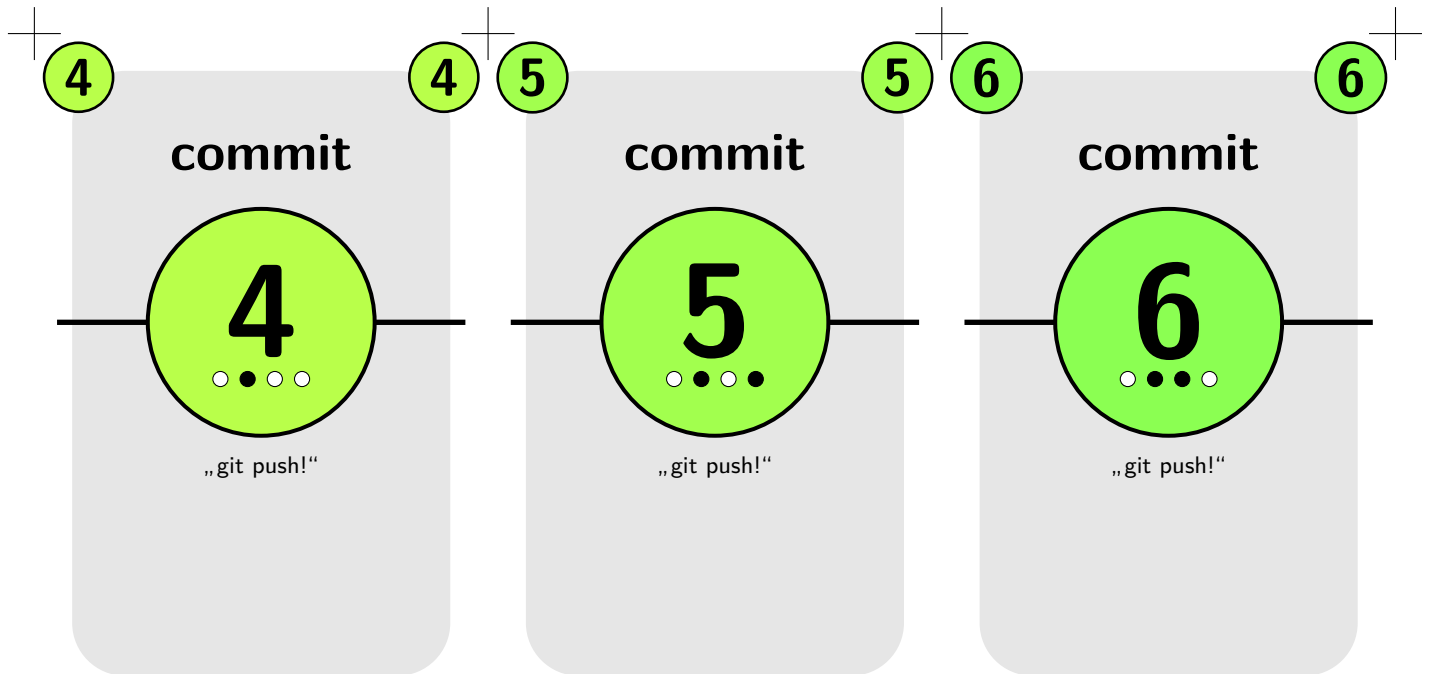 4 4 5 5 6 6
commit commit commit
4 5 6
„git push!“ „git push!“ „git push!“